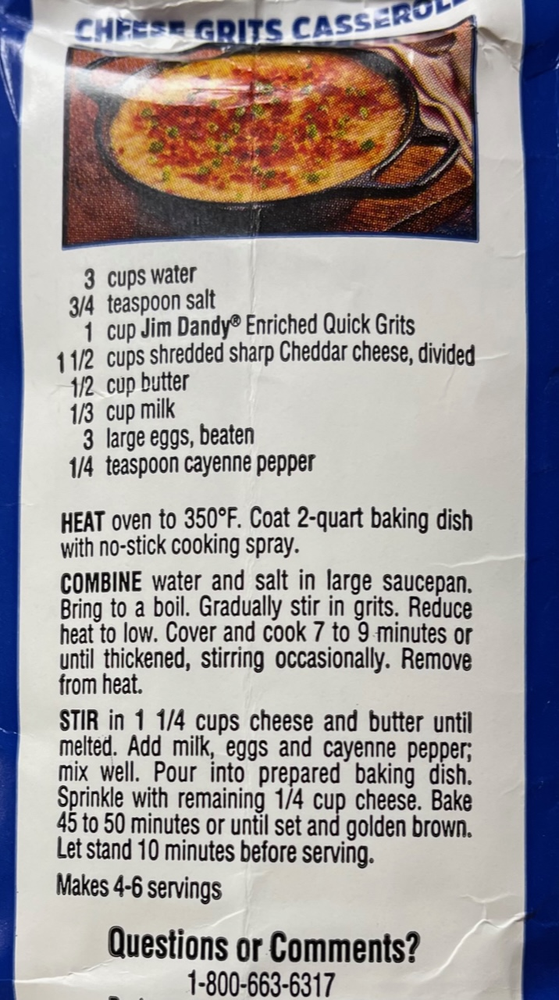 CHEESE GRITS CASSEROLE
3 cups water
3/4 teaspoon salt
1 cup Jim Dandy® Enriched Quick Grits
1 1/2 cups shredded sharp Cheddar cheese, divided
1/2 cup butter
1/3 cup milk
3 large eggs, beaten
1/4 teaspoon cayenne pepper
HEAT oven to 350°F. Coat 2-quart baking dish
with no-stick cooking spray.
COMBINE water and salt in large saucepan.
Bring to a boil. Gradually stir in grits. Reduce
heat to low. Cover and cook 7 to 9 minutes or
until thickened, stirring occasionally. Remove
from heat.
STIR in 1 1/4 cups cheese and butter until
melted. Add milk, eggs and cayenne pepper;
mix well. Pour into prepared baking dish.
Sprinkle with remaining 1/4 cup cheese. Bake
45 to 50 minutes or until set and golden brown.
Let stand 10 minutes before serving.
Makes 4-6 servings
Questions or Comments?
1-800-663-6317